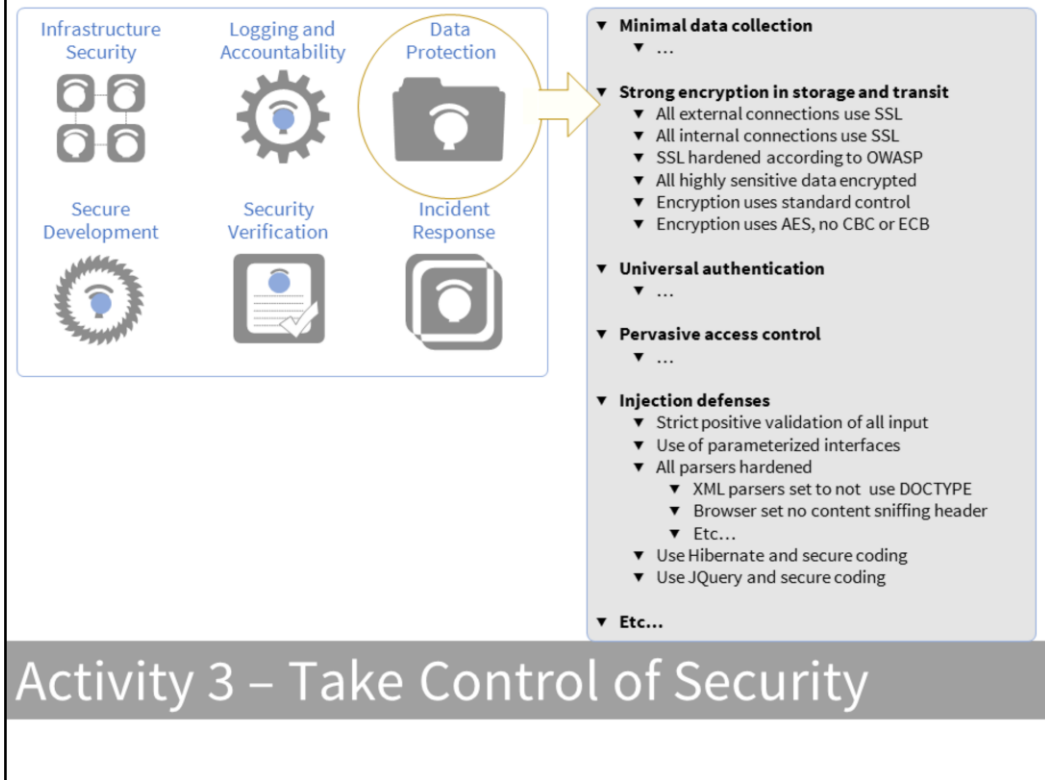 Infrastructure
Security
Logging and
Accountability
Data
Protection
Secure
Development
Security
Verification
Incident
Response
Minimal data collection
…
Strong encryption in storage and transit
All external connections use SSL
All internal connections use SSL
SSL hardened according to OWASP
All highly sensitive data encrypted
Encryption uses standard control
Encryption uses AES, no CBC or ECB
Universal authentication
…
Pervasive access control
…
Injection defenses
Strict positive validation of all input
Use of parameterized interfaces
All parsers hardened
XML parsers set to not use DOCTYPE
Browser set no content sniffing header
Etc…
Use Hibernate and secure coding
Use JQuery and secure coding
Etc…
Activity 3 – Take Control of Security